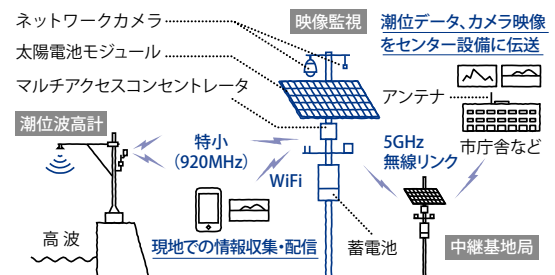 ネットワークカメラ
太陽電池モジュール
マルチアクセスコンセントレータ
映像監視
潮位データ、カメラ映像
をセンター設備に伝送
アンテナ
市庁舎など
潮位波高計
特小
（920MHz）
WiFi
5GHz
無線リンク
高波
現地での情報収集・配信
蓄電池
中継基地局